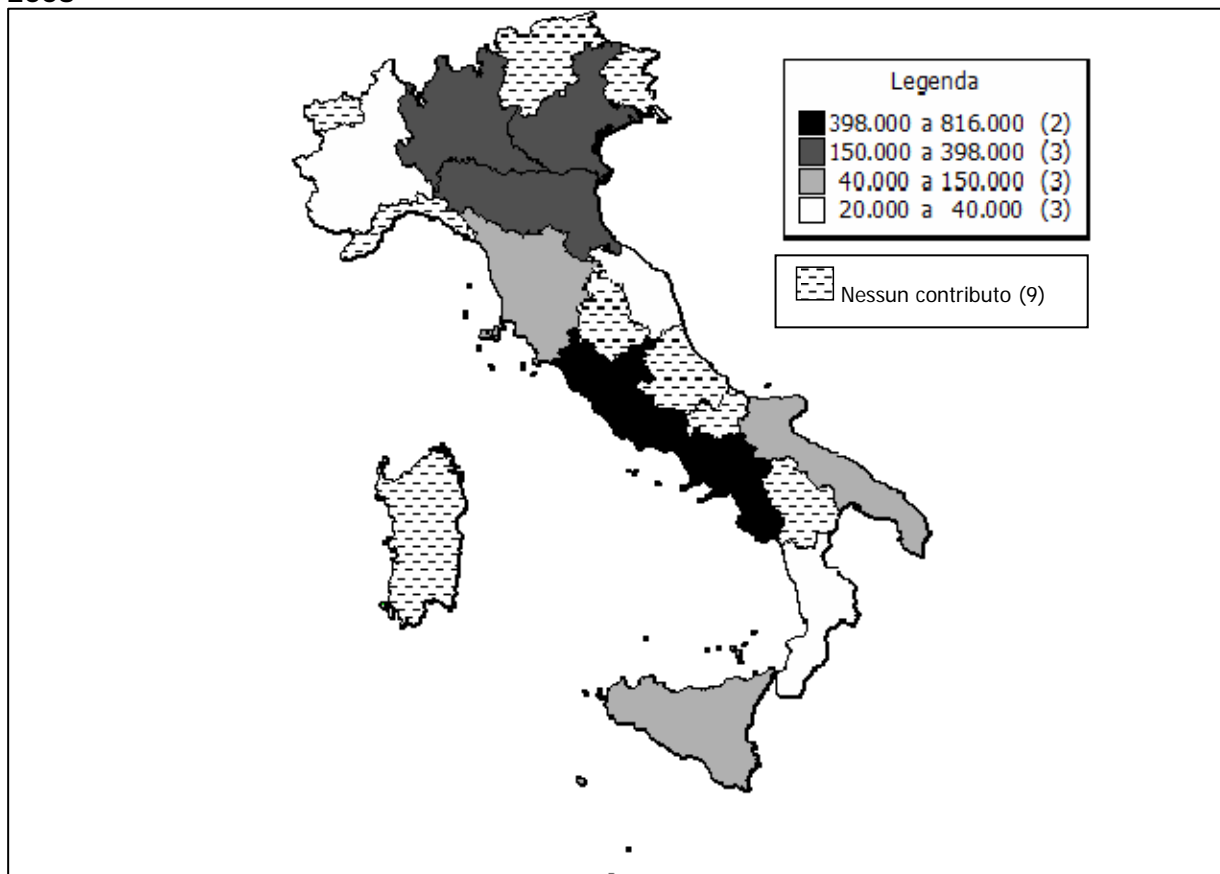 Legenda
398.000 a 816.000 (2)
150.000 a 398.000 (3)
40.000 a 150.000 (3)
20.000 a 40.000 (3)
Nessun contributo (9)